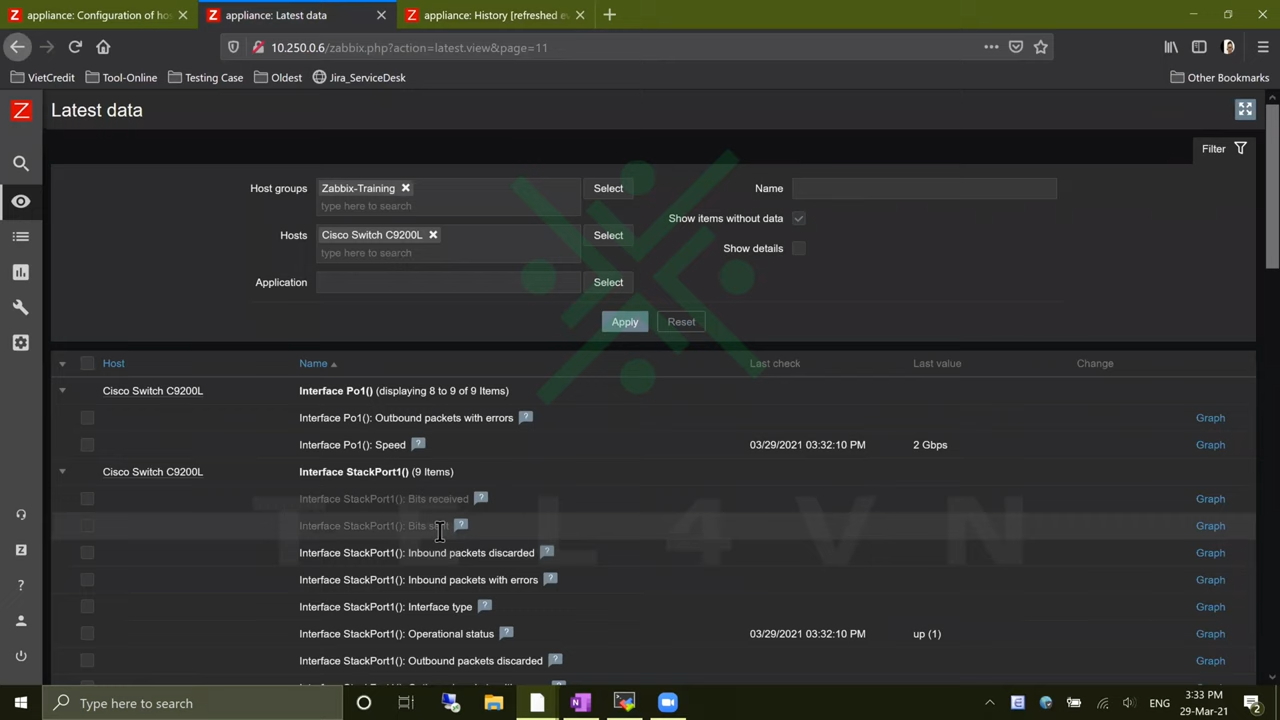 appliance: Configuration of ho
appliance: Latest data
appliance: History [refreshed e
10.250.0.6/zabbix.php?action=latest.view&page=11
VietCredit
Tool-Online
Testing Case
Oldest
Jira_ServiceDesk
Other Bookmarks
Z
Latest data
Filter
Host groups
Zabbix-Training
type here to search
Select
Name
Show items without data
Hosts
Cisco Switch C9200L
type here to search
Select
Show details
Application
Select
Apply
Reset
Host
Name
Last check
Last value
Change
Cisco Switch C9200L
Interface Po1() (displaying 8 to 9 of 9 Items)
Interface Po1(): Outbound packets with errors ?
Graph
Interface Po1(): Speed ?
03/29/2021 03:32:10 PM
2 Gbps
Graph
Cisco Switch C9200L
Interface StackPort1() (9 Items)
Interface StackPort1(): Bits received ?
Graph
Interface StackPort1(): Bits ?
Graph
Interface StackPort1(): Inbound packets discarded ?
Graph
Interface StackPort1(): Inbound packets with errors ?
Graph
Interface StackPort1(): Interface type ?
Graph
Interface StackPort1(): Operational status ?
03/29/2021 03:32:10 PM
up (1)
Graph
Interface StackPort1(): Outbound packets discarded ?
Graph
TEL4VN
Type here to search
ENG
3:33 PM
29-Mar-21
2